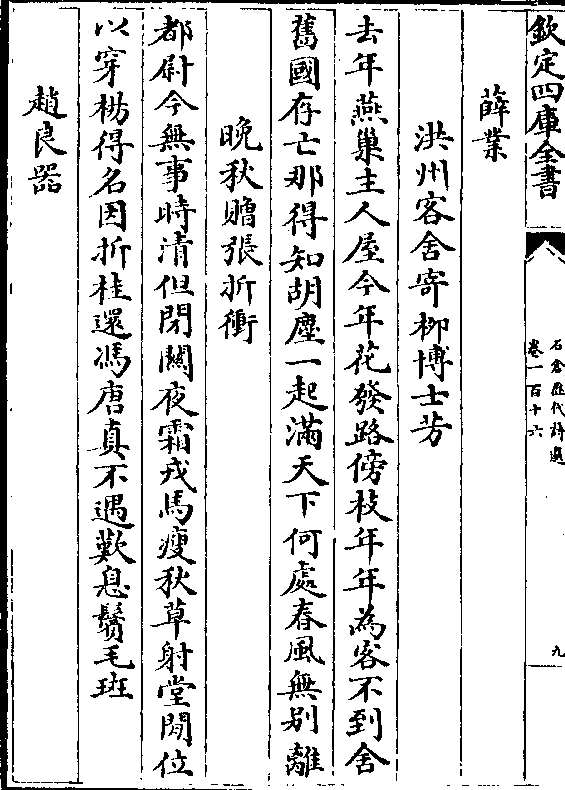 欽定四庫全書
石倉歷代詩選
卷一百十六
九
薛業
洪州客舍寄栁博士芳
去年燕巢主人屋今年花發路傍枝年年為客不到舍
舊國存亡那得知胡塵一起滿天下何處春風無别離
晩秋贈張折衝
都尉今無事時清但閉闗夜霜戎馬瘦秋草射堂閒位
以穿楊得名因折桂還馮唐真不遇歎息鬢毛班
趙良器